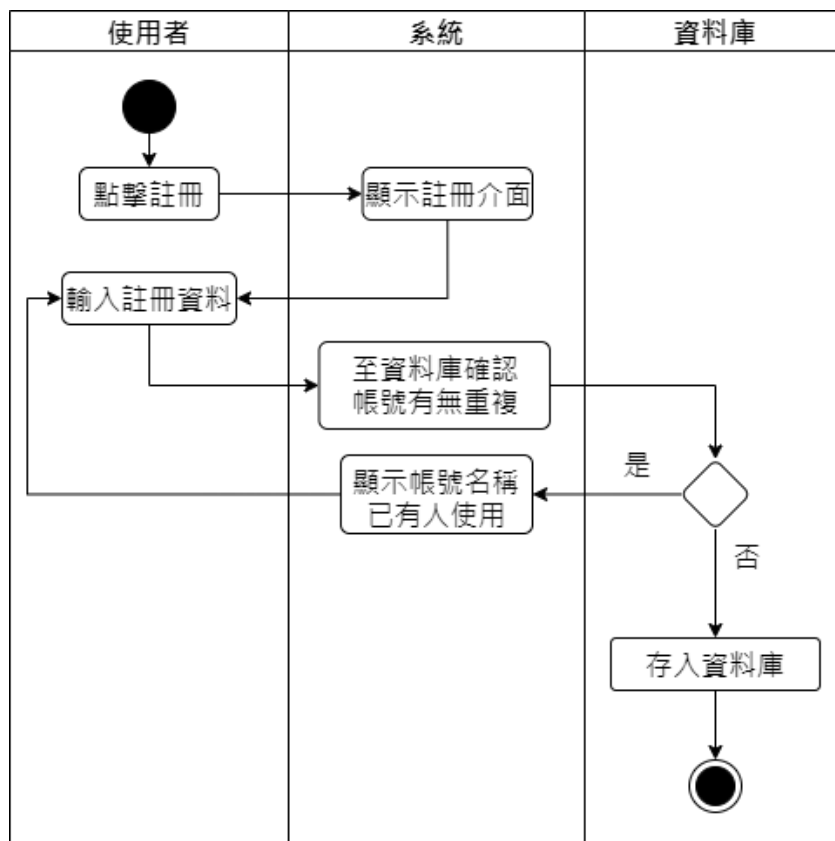 使用者
系統
資料庫
點擊註冊
顯示註冊介面
輸入註冊資料
至資料庫確認
帳號有無重複
是
顯示帳號名稱
已有人使用
否
存入資料庫